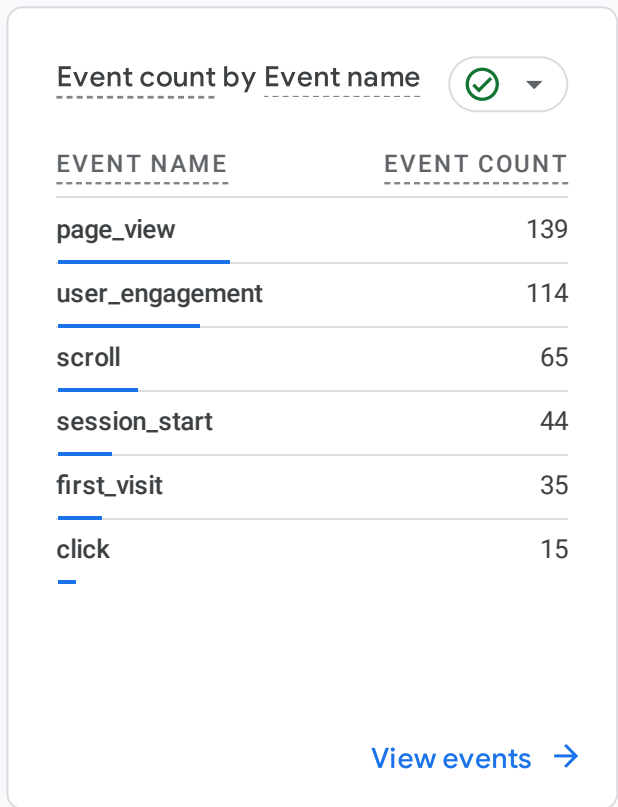 Event count by Event name
EVENT NAME EVENT COUNT
page_view 139
user_engagement 114
scroll 65
session_start 44
first_visit 35
click 15
View events